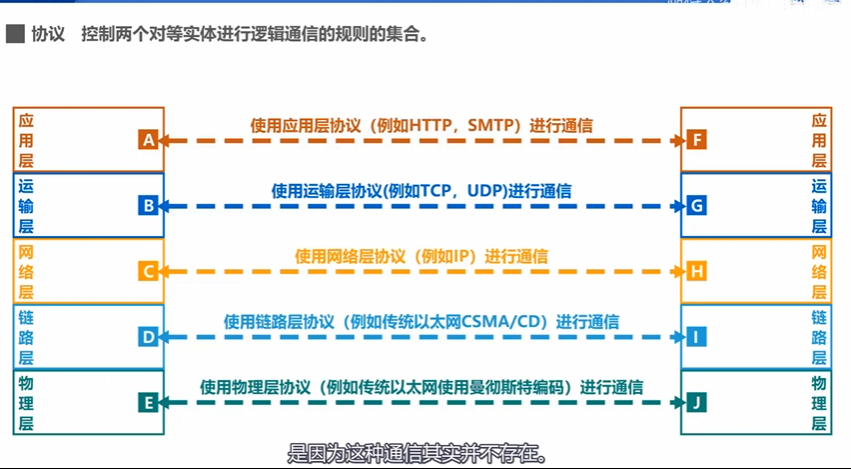 协议 控制两个对等实体进行逻辑通信的规则的集合。
应用层
A
使用应用层协议（例如HTTP，SMTP）进行通信
F
应用层
运输层
B
使用运输层协议(例如TCP，UDP)进行通信
G
运输层
网络层
C
使用网络层协议（例如IP）进行通信
H
网络层
链路层
D
使用链路层协议（例如传统以太网CSMA/CD）进行通信
I
链路层
物理层
E
使用物理层协议（例如传统以太网使用曼彻斯特编码）进行通信
J
物理层
是因为这种通信其实并不存在。